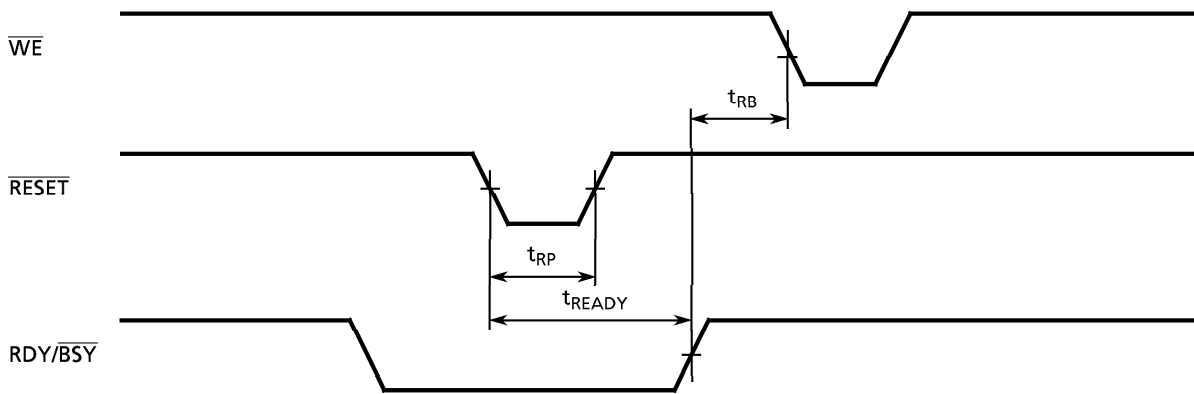 WE
tRB
RESET
tRP
tREADY
RDY/BSY